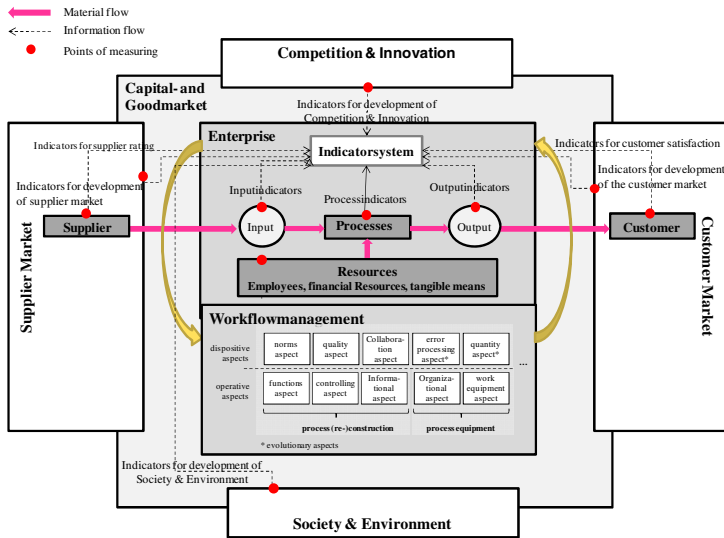 Material flow
Information flow
Points of measuring
Competition & Innovation
Capital- and
Goodmarket
Indicators for development of
Competition & Innovation
Enterprise
Indicatorsystem
Indicators for supplier rating
Indicators for customer satisfaction
Indicators for development
of supplier market
Indicators for development
of the customer market
Inputindicators
Processindicators
Outputindicators
Supplier
Input
Processes
Output
Customer
Supplier Market
Customer Market
Resources
Employees, financial Resources, tangible means
Workflowmanagement
dispositive
aspects
norms
aspect
quality
aspect
Collabora-
tion
aspect
error
processing
aspect*
quantity
aspect*
...
operative
aspects
functions
aspect
controlling
aspect
Informa-
tional
aspect
Organiza-
tional
aspect
work
equipment
aspect
process (re-)construction
process equipment
* evolutionary aspects
Indicators for development of
Society & Environment
Society & Environment